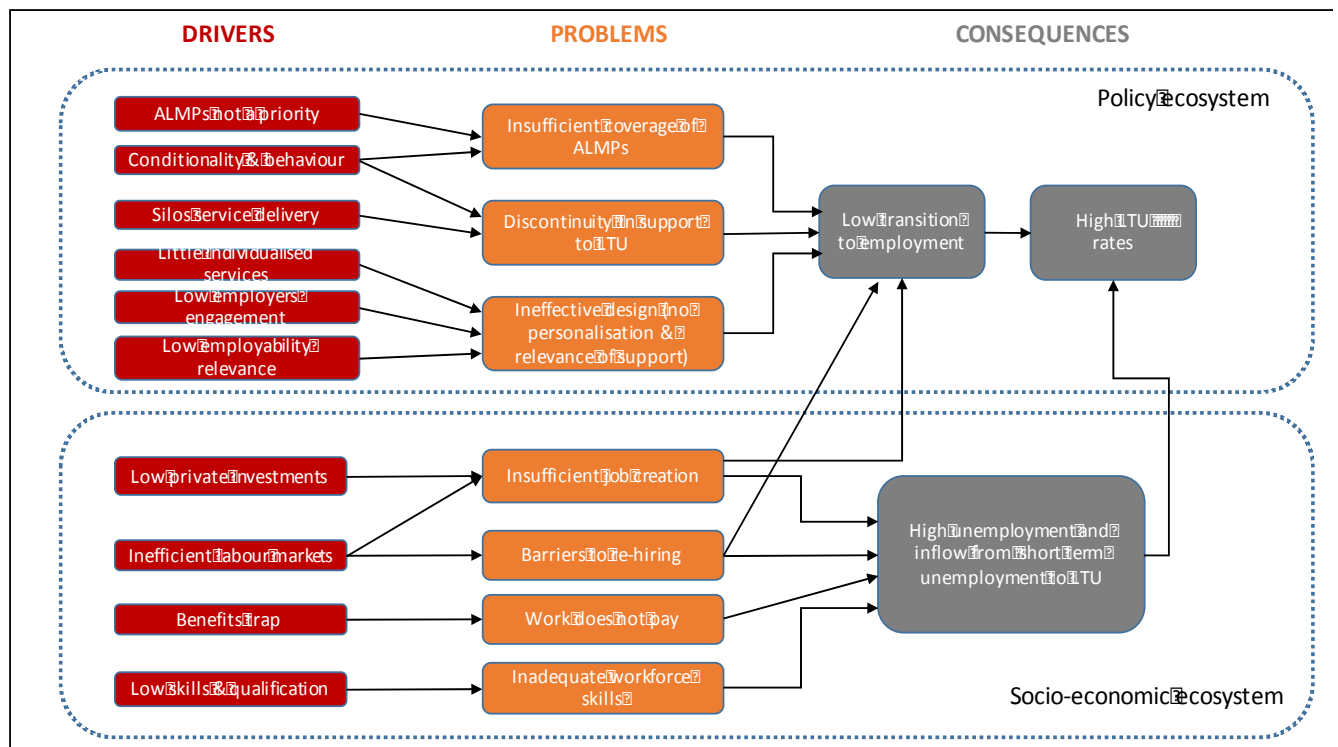 DRIVERS
PROBLEMS
CONSEQUENCES
Policy ecosystem
ALMPs not a priority
Conditionality & behaviour
Silos service delivery
Little individualised
services
Low employers
engagement
Low employability
relevance
Insufficient coverage of
ALMPs
Discontinuity in support
to LTU
Ineffective design (no
personalisation &
relevance of support)
Low transition
to employment
High LTU
rates
Low private investments
Inefficient labour markets
Benefits trap
Low skills & qualification
Insufficient job creation
Barriers to re-hiring
Work does not pay
Inadequate workforce
skills
High unemployment and
inflow from short term
unemployment to LTU
Socio-economic ecosystem